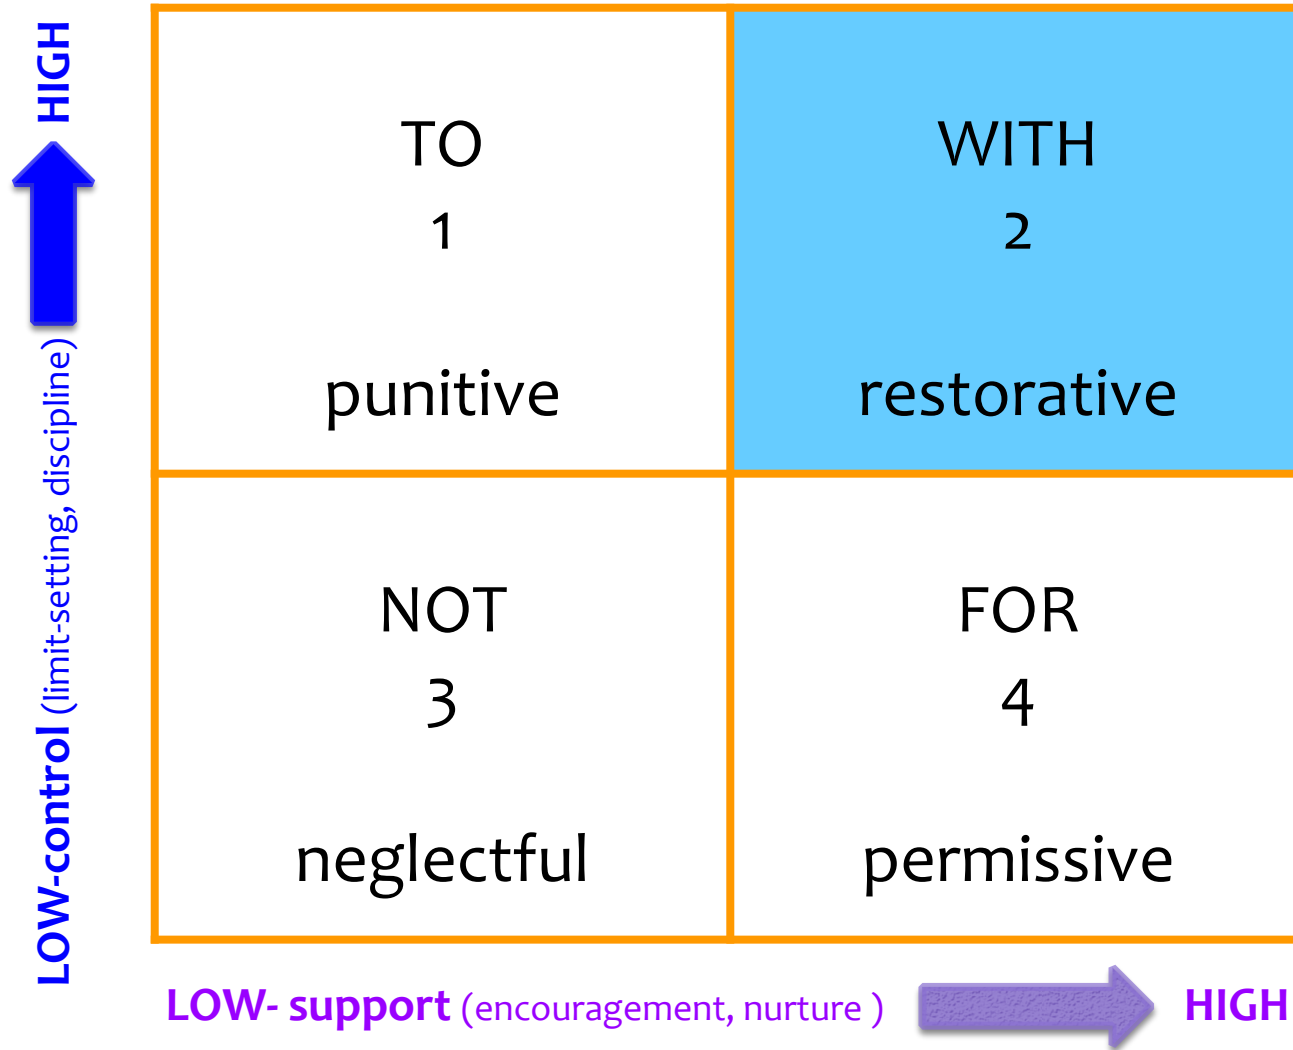 HIGH
LOW-control (limit-setting, discipline)
TO
1
punitive
WITH
2
restorative
NOT
3
neglectful
FOR
4
permissive
LOW- support (encouragement, nurture )
HIGH